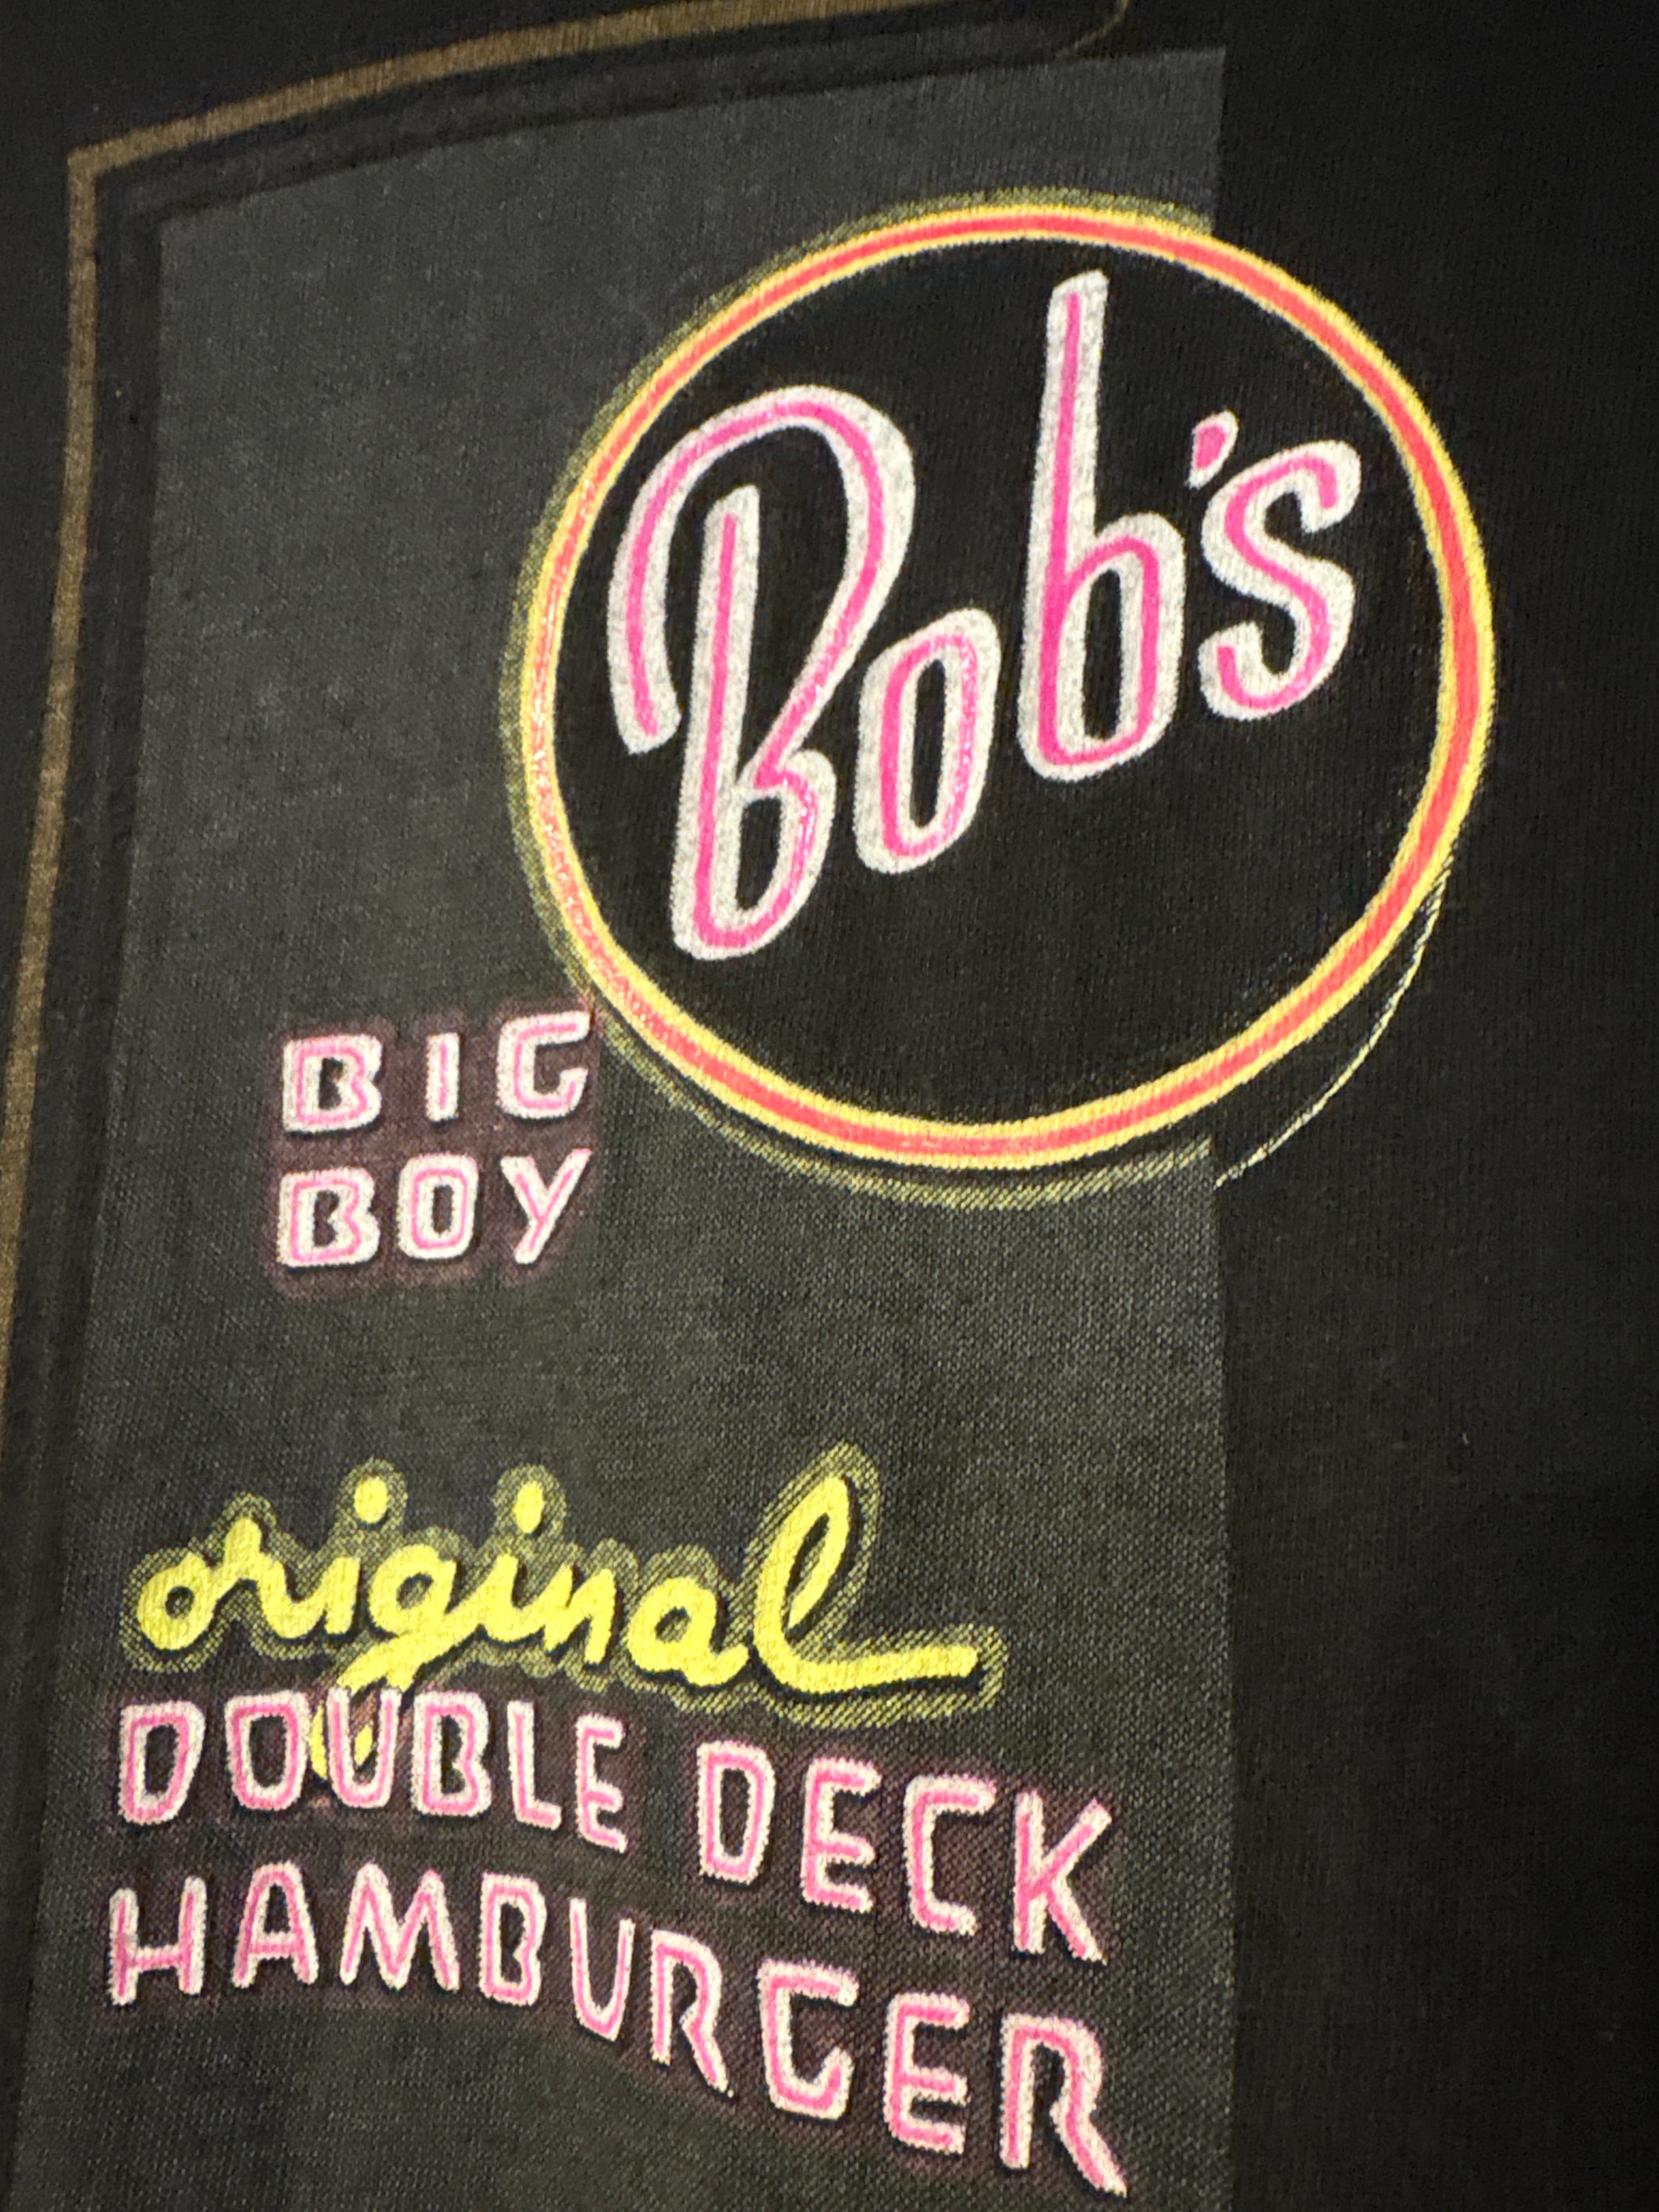 Bob's
BIG
BOY
original
DOUBLE DECK
HAMBURGER